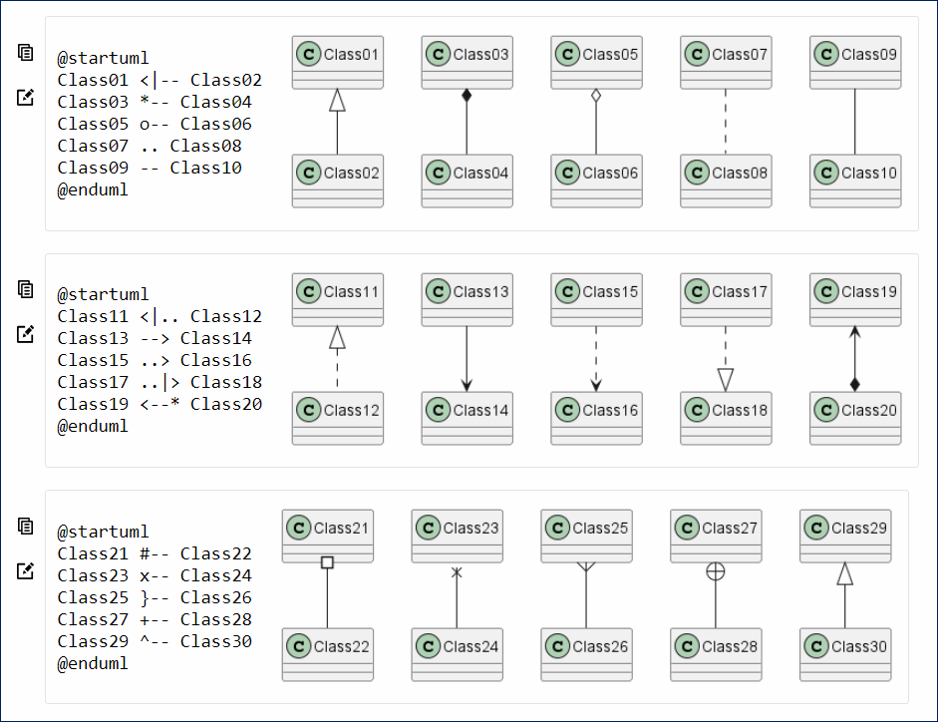 @startuml
Class01 <|-- Class02
Class03 *-- Class04
Class05 o-- Class06
Class07 .. Class08
Class09 -- Class10
@enduml
C Class01 C Class03 C Class05 C Class07 C Class09
C Class02 C Class04 C Class06 C Class08 C Class10
@startuml
Class11 <|.. Class12
Class13 --> Class14
Class15 ..> Class16
Class17 ..|> Class18
Class19 <--* Class20
@enduml
C Class11 C Class13 C Class15 C Class17 C Class19
C Class12 C Class14 C Class16 C Class18 C Class20
@startuml
Class21 #-- Class22
Class23 x-- Class24
Class25 }-- Class26
Class27 +-- Class28
Class29 ^-- Class30
@enduml
C Class21 C Class23 C Class25 C Class27 C Class29
C Class22 C Class24 C Class26 C Class28 C Class30